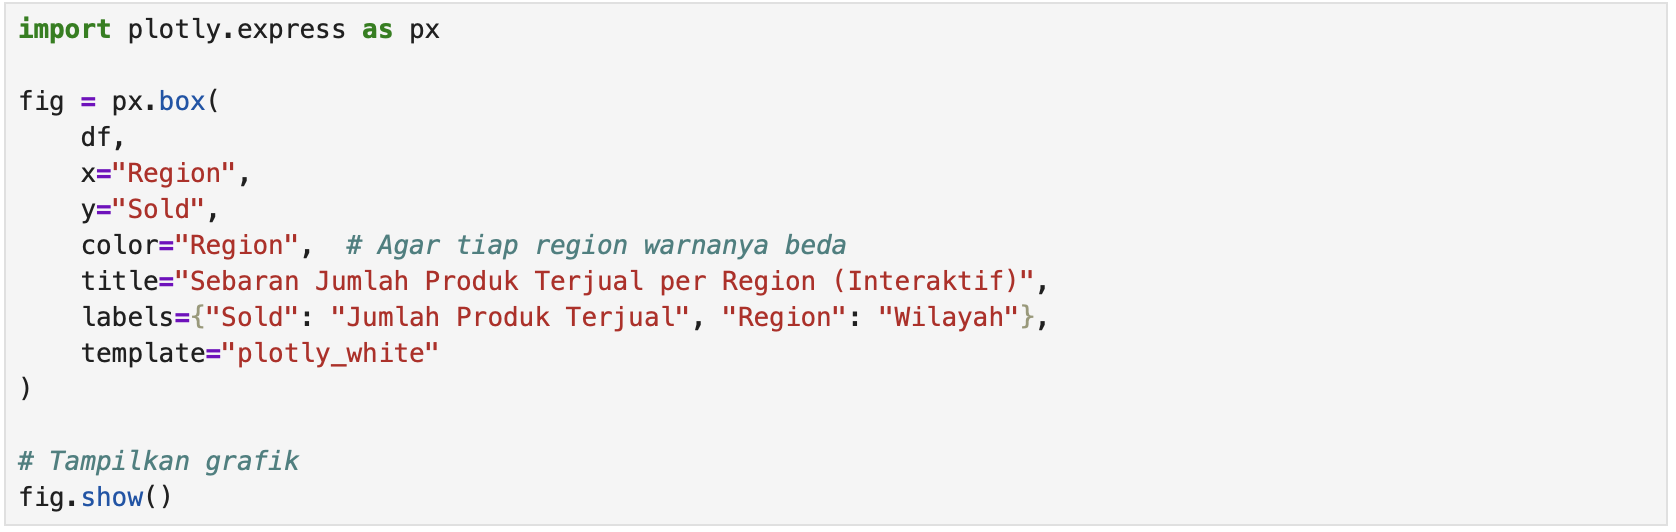 import plotly.express as px
fig = px.box(
    df,
    x="Region",
    y="Sold",
    color="Region",  # Agar tiap region warnanya beda
    title="Sebaran Jumlah Produk Terjual per Region (Interaktif)",
    labels={"Sold": "Jumlah Produk Terjual", "Region": "Wilayah"},
    template="plotly_white"
)
# Tampilkan grafik
fig.show()